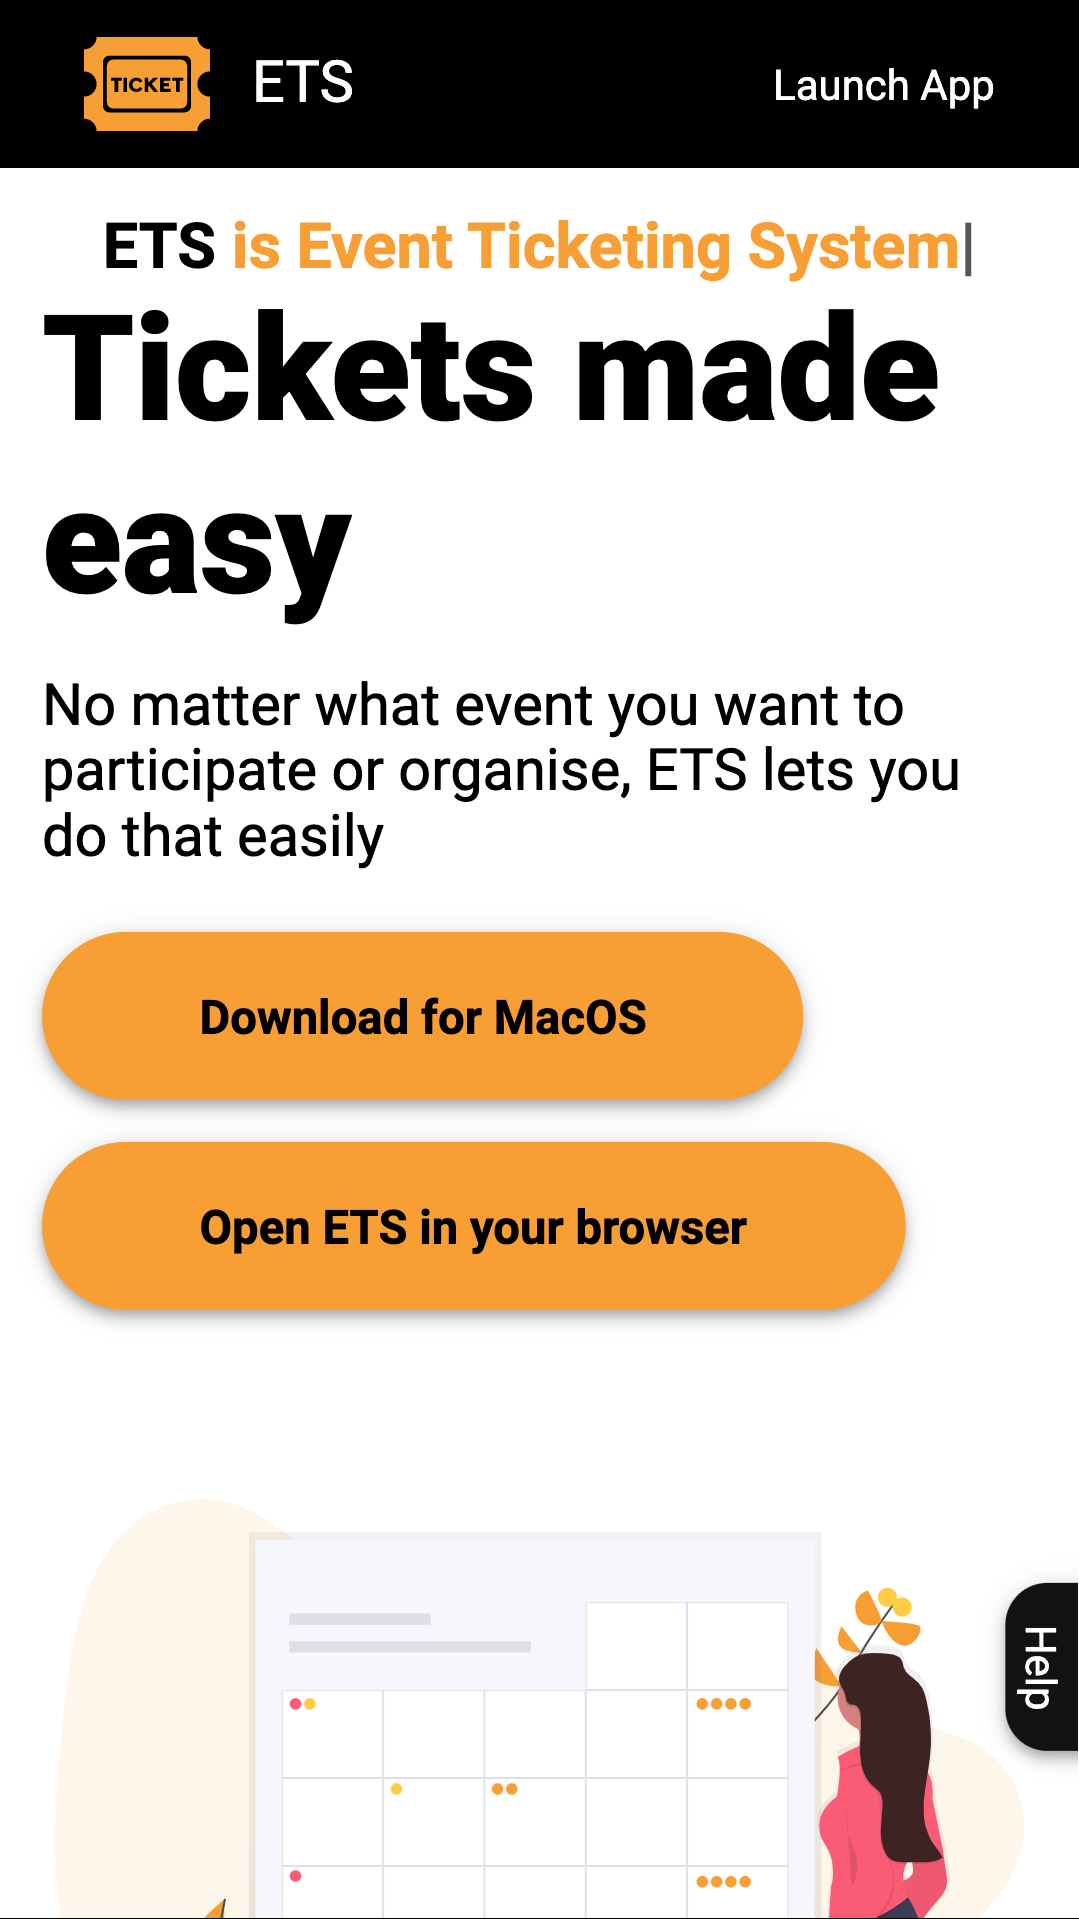 TICKET
ETS
Launch App
ETS is Event Ticketing System|
Tickets made
easy
No matter what event you want to
participate or organise, ETS lets you
do that easily
Download for MacOS
Open ETS in your browser
Help